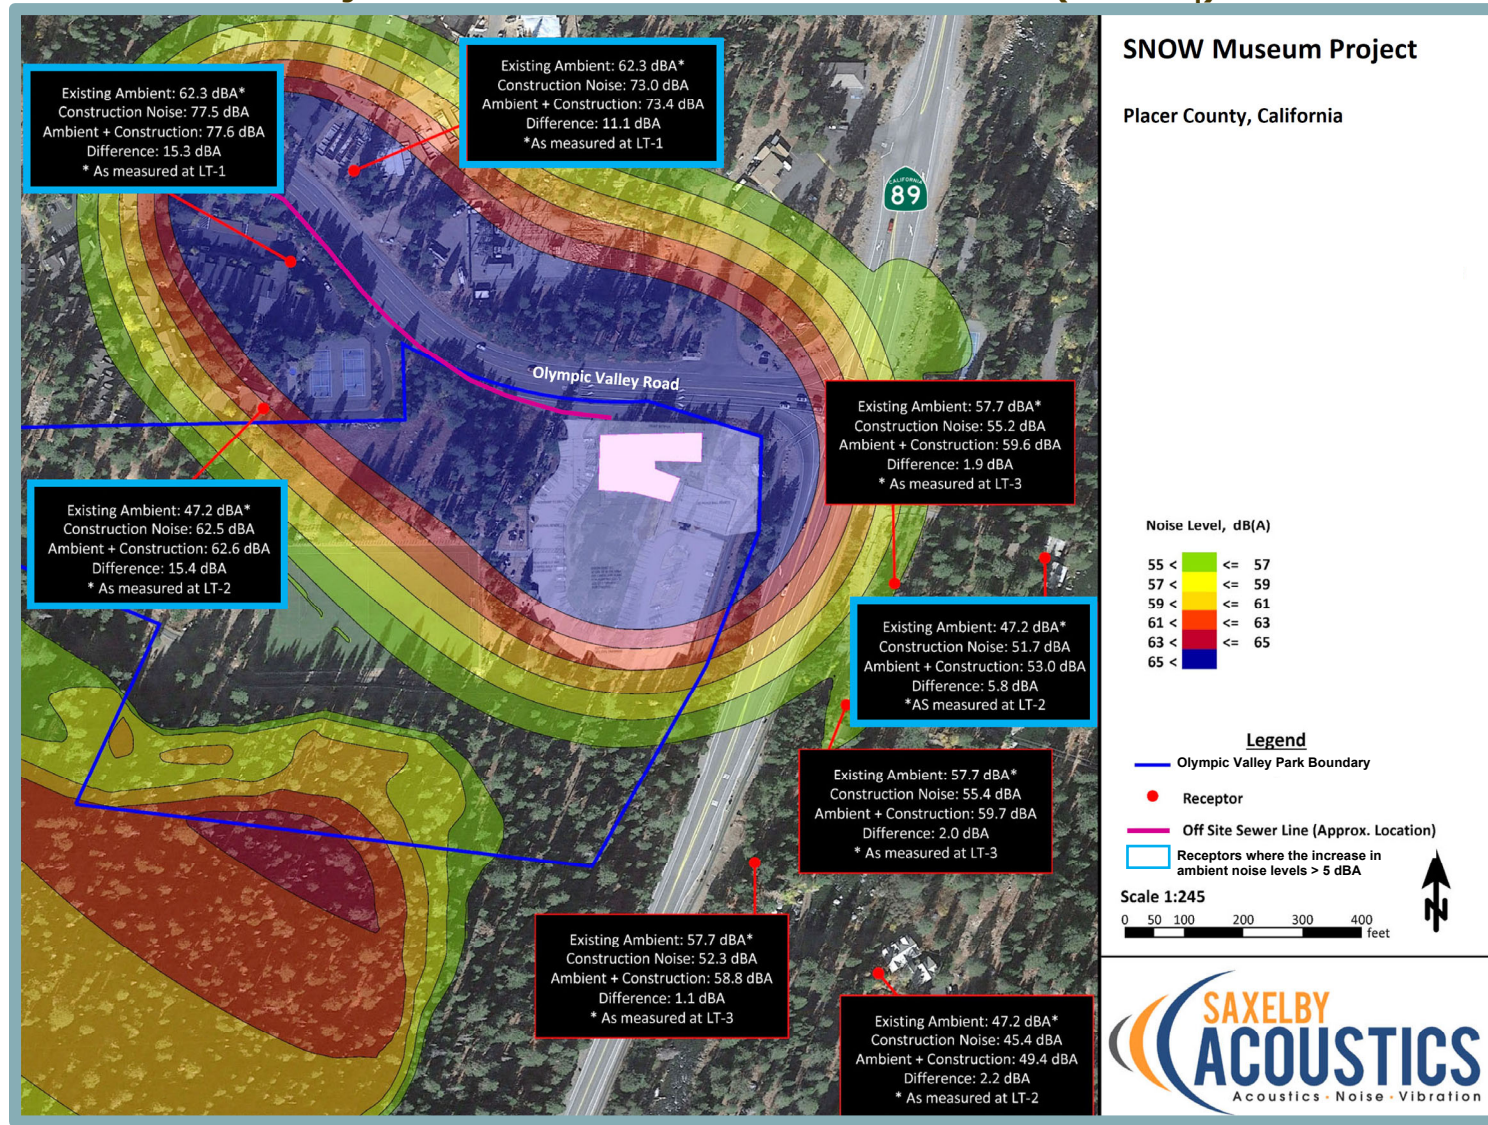 SNOW Museum Project
Placer County, California
Existing Ambient: 62.3 dBA*
Construction Noise: 77.5 dBA
Ambient + Construction: 77.6 dBA
Difference: 15.3 dBA
* As measured at LT-1
Existing Ambient: 62.3 dBA*
Construction Noise: 73.0 dBA
Ambient + Construction: 73.4 dBA
Difference: 11.1 dBA
*As measured at LT-1
CALIFORNIA
89
Olympic Valley Road
Existing Ambient: 57.7 dBA*
Construction Noise: 55.2 dBA
Ambient + Construction: 59.6 dBA
Difference: 1.9 dBA
* As measured at LT-3
Existing Ambient: 47.2 dBA*
Construction Noise: 62.5 dBA
Ambient + Construction: 62.6 dBA
Difference: 15.4 dBA
* As measured at LT-2
Existing Ambient: 47.2 dBA*
Construction Noise: 51.7 dBA
Ambient + Construction: 53.0 dBA
Difference: 5.8 dBA
*AS measured at LT-2
Existing Ambient: 57.7 dBA*
Construction Noise: 55.4 dBA
Ambient + Construction: 59.7 dBA
Difference: 2.0 dBA
* As measured at LT-3
Existing Ambient: 57.7 dBA*
Construction Noise: 52.3 dBA
Ambient + Construction: 58.8 dBA
Difference: 1.1 dBA
* As measured at LT-3
Existing Ambient: 47.2 dBA*
Construction Noise: 45.4 dBA
Ambient + Construction: 49.4 dBA
Difference: 2.2 dBA
* As measured at LT-2
Noise Level, dB(A)
55 < <= 57
57 < <= 59
59 < <= 61
61 < <= 63
63 < <= 65
65 <
Legend
Olympic Valley Park Boundary
Receptor
Off Site Sewer Line (Approx. Location)
Receptors where the increase in
ambient noise levels > 5 dBA
Scale 1:245
0 50 100 200 300 400
feet
N
SAXELBY
ACOUSTICS
Acoustics · Noise · Vibration